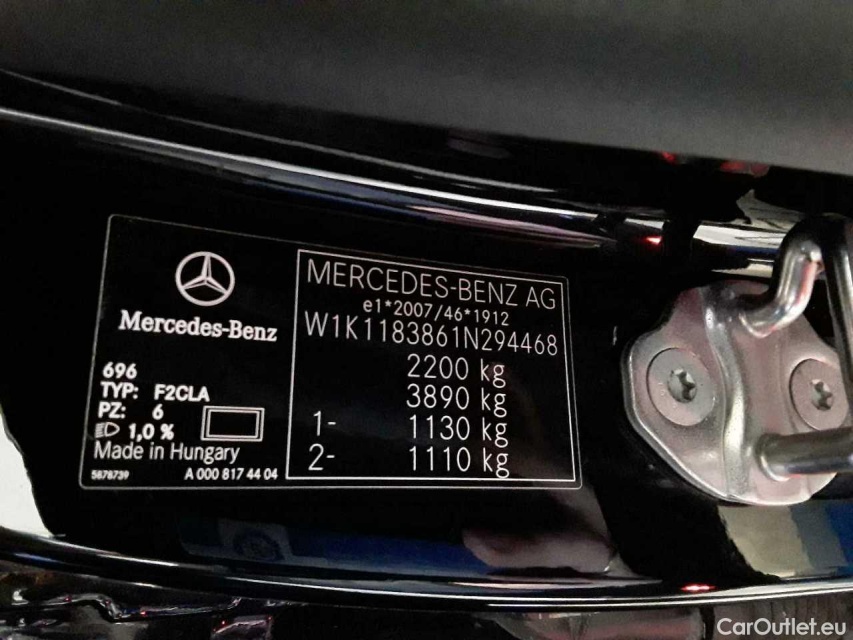 Mercedes-Benz
696
TYP: F2CLA
PZ: 6
1,0 %
Made in Hungary
5878739 A 000 817 44 04
MERCEDES-BENZ AG
e1*2007/46*1912
W1K1183861N294468
2200 kg
3890 kg
1- 1130 kg
2- 1110 kg
CarOutlet.eu